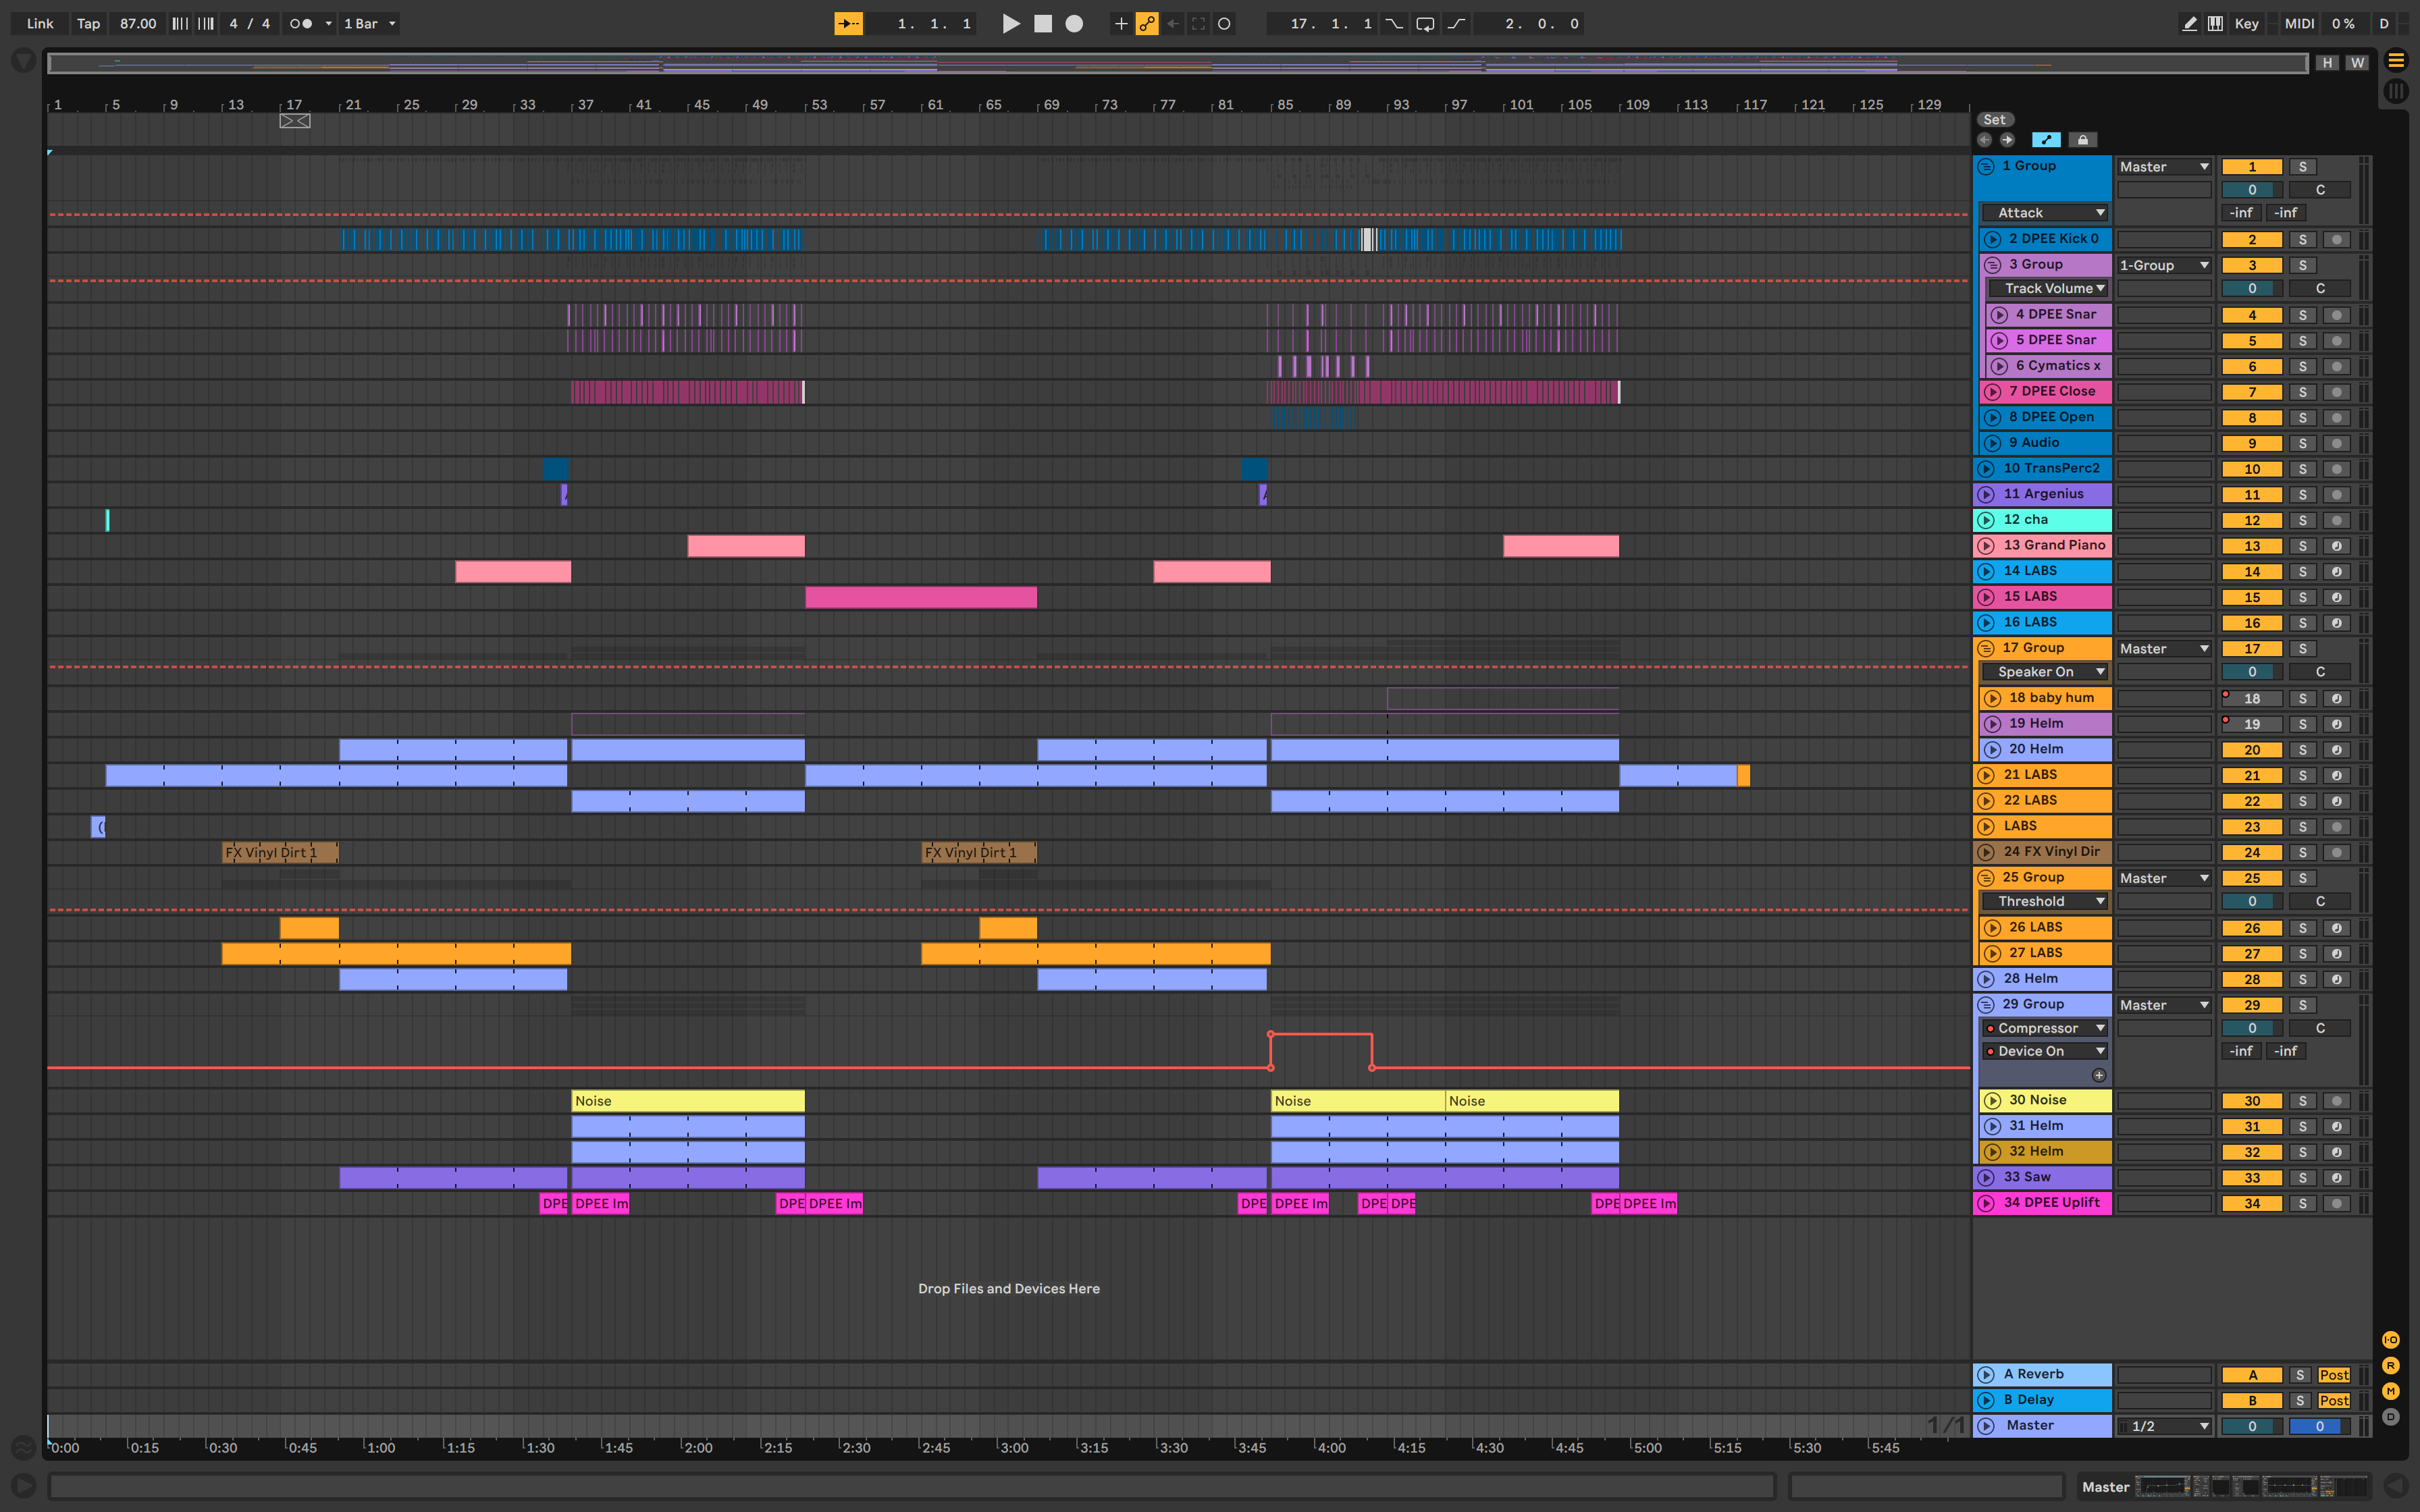 Link Tap 87.00 4 / 4 1 Bar 1. 1. 1 17. 1. 1 2. 0. 0 Key MIDI 0 % D
H W
1 5 9 13 17 21 25 29 33 37 41 45 49 53 57 61 65 69 73 77 81 85 89 93 97 101 105 109 113 117 121 125 129
Set
1 Group Master 1 S
0 C
Attack -inf -inf
2 DPEE Kick 0 2 S
3 Group 1-Group 3 S
Track Volume 0 C
4 DPEE Snar 4 S
5 DPEE Snar 5 S
6 Cymatics x 6 S
7 DPEE Close 7 S
8 DPEE Open 8 S
9 Audio 9 S
10 TransPerc2 10 S
11 Argenius 11 S
12 cha 12 S
13 Grand Piano 13 S
14 LABS 14 S
15 LABS 15 S
16 LABS 16 S
17 Group Master 17 S
Speaker On 0 C
18 baby hum 18 S
19 Helm 19 S
20 Helm 20 S
21 LABS 21 S
22 LABS 22 S
LABS 23 S
FX Vinyl Dirt 1 FX Vinyl Dirt 1 24 FX Vinyl Dir 24 S
25 Group Master 25 S
Threshold 0 C
26 LABS 26 S
27 LABS 27 S
28 Helm 28 S
29 Group Master 29 S
Compressor 0 C
Device On -inf -inf
Noise Noise Noise 30 Noise 30 S
31 Helm 31 S
32 Helm 32 S
33 Saw 33 S
DPE DPEE Im DPE DPEE Im DPE DPEE Im DPE DPE DPE DPEE Im 34 DPEE Uplift 34 S
Drop Files and Devices Here
I·O
R
M
D
A Reverb A S Post
B Delay B S Post
1/1 Master 1/2 0 0
0:00 0:15 0:30 0:45 1:00 1:15 1:30 1:45 2:00 2:15 2:30 2:45 3:00 3:15 3:30 3:45 4:00 4:15 4:30 4:45 5:00 5:15 5:30 5:45
Master